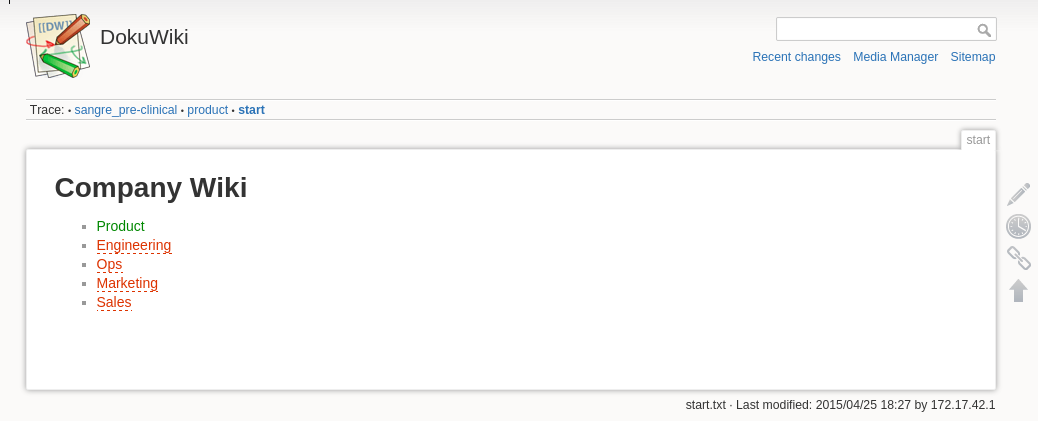 [[DW]]
DokuWiki
Recent changes Media Manager Sitemap
Trace: • sangre_pre-clinical • product • start
start
Company Wiki
Product
Engineering
Ops
Marketing
Sales
start.txt · Last modified: 2015/04/25 18:27 by 172.17.42.1